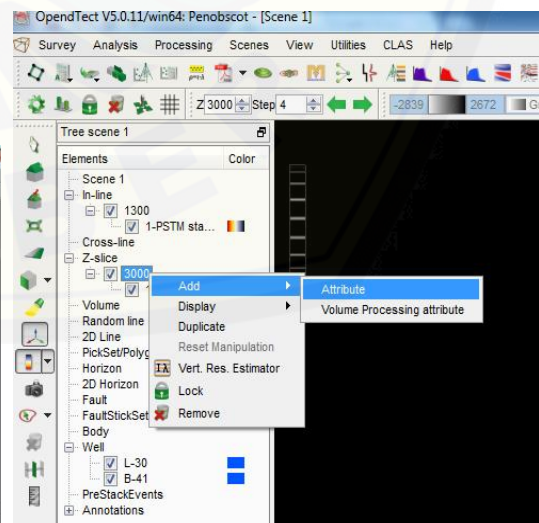 OpendTect V5.0.11/win64: Penobscot - [Scene 1]
Survey Analysis Processing Scenes View Utilities CLAS Help
Z 3000 Step 4 -2839 2672
Tree scene 1
Elements Color
Scene 1
In-line
1300
1-PSTM sta...
Cross-line
Z-slice
3000
Volume
Random line
2D Line
PickSet/Polyg
Horizon
2D Horizon
Fault
FaultStickSet
Body
Well
L-30
B-41
PreStackEvents
Annotations
Add
Display
Duplicate
Reset Manipulation
Vert. Res. Estimator
Lock
Remove
Attribute
Volume Processing attribute